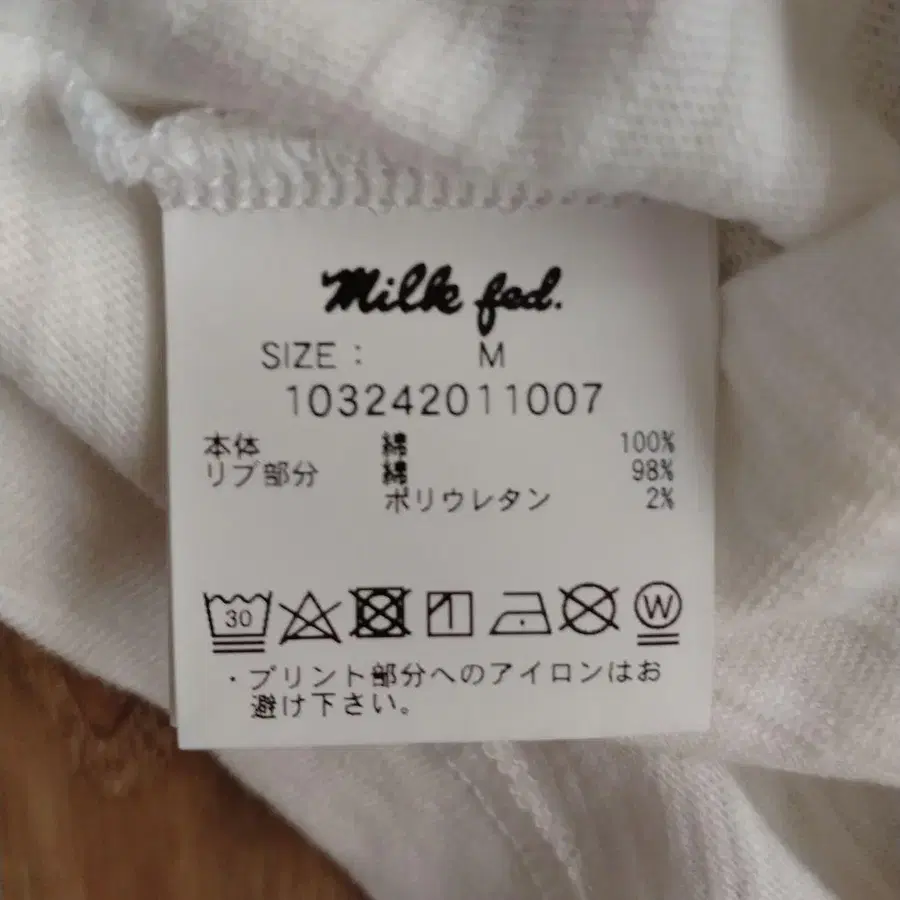 Milk fed.
SIZE : M
103242011007
本体 綿 100%
リブ部分 綿 98%
ポリウレタン 2%
30
W
・プリント部分へのアイロンはお
避け下さい。